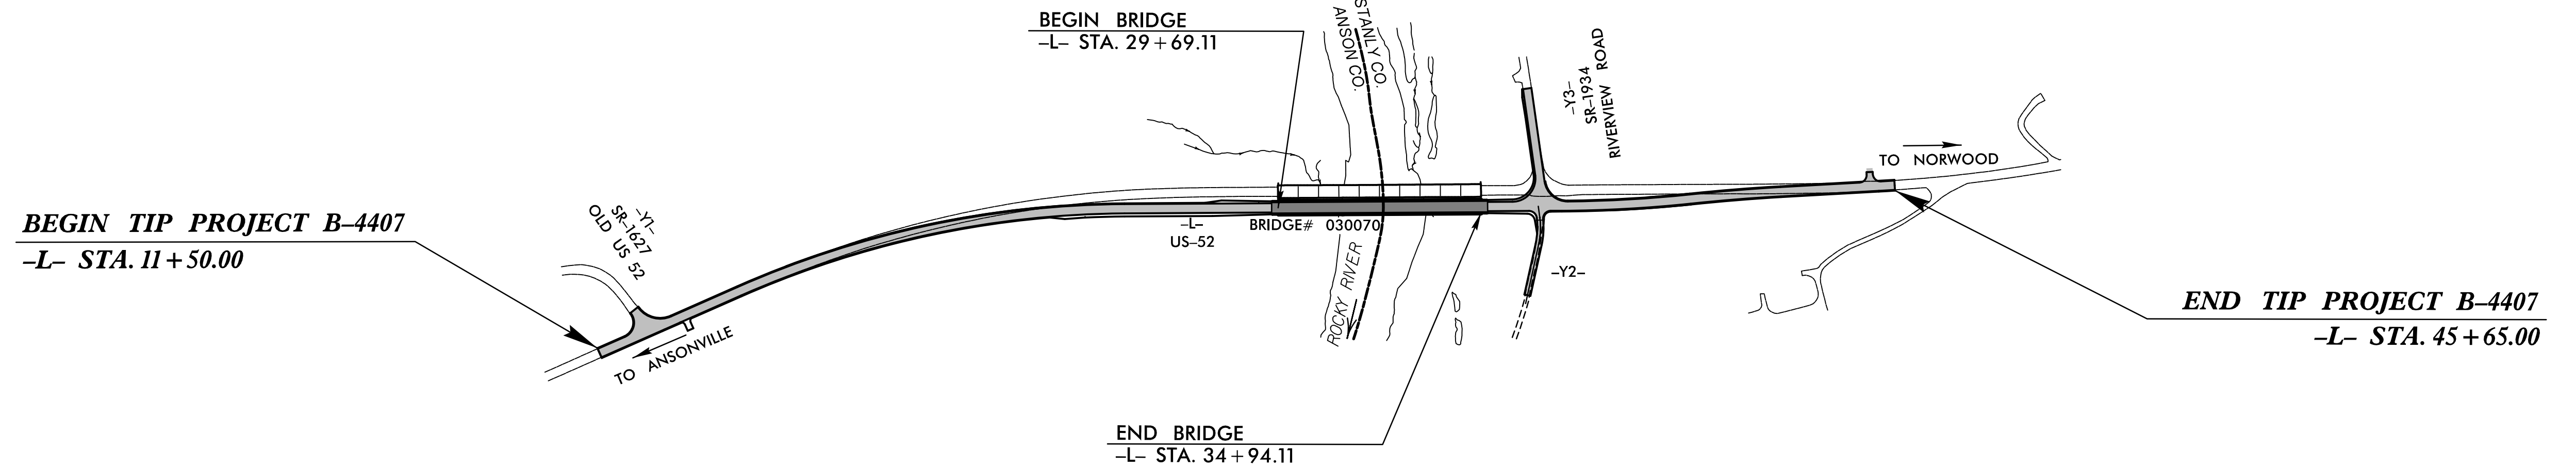 BEGIN BRIDGE
–L– STA. 29+69.11
STANLY CO.
ANSON CO.
–Y3–
SR–1934
RIVERVIEW ROAD
TO NORWOOD
BEGIN TIP PROJECT B–4407
–L– STA. 11+50.00
–Y1–
SR–1627
OLD US 52
–L–
US–52
BRIDGE# 030070
ROCKY RIVER
–Y2–
TO ANSONVILLE
END TIP PROJECT B–4407
–L– STA. 45+65.00
END BRIDGE
–L– STA. 34+94.11